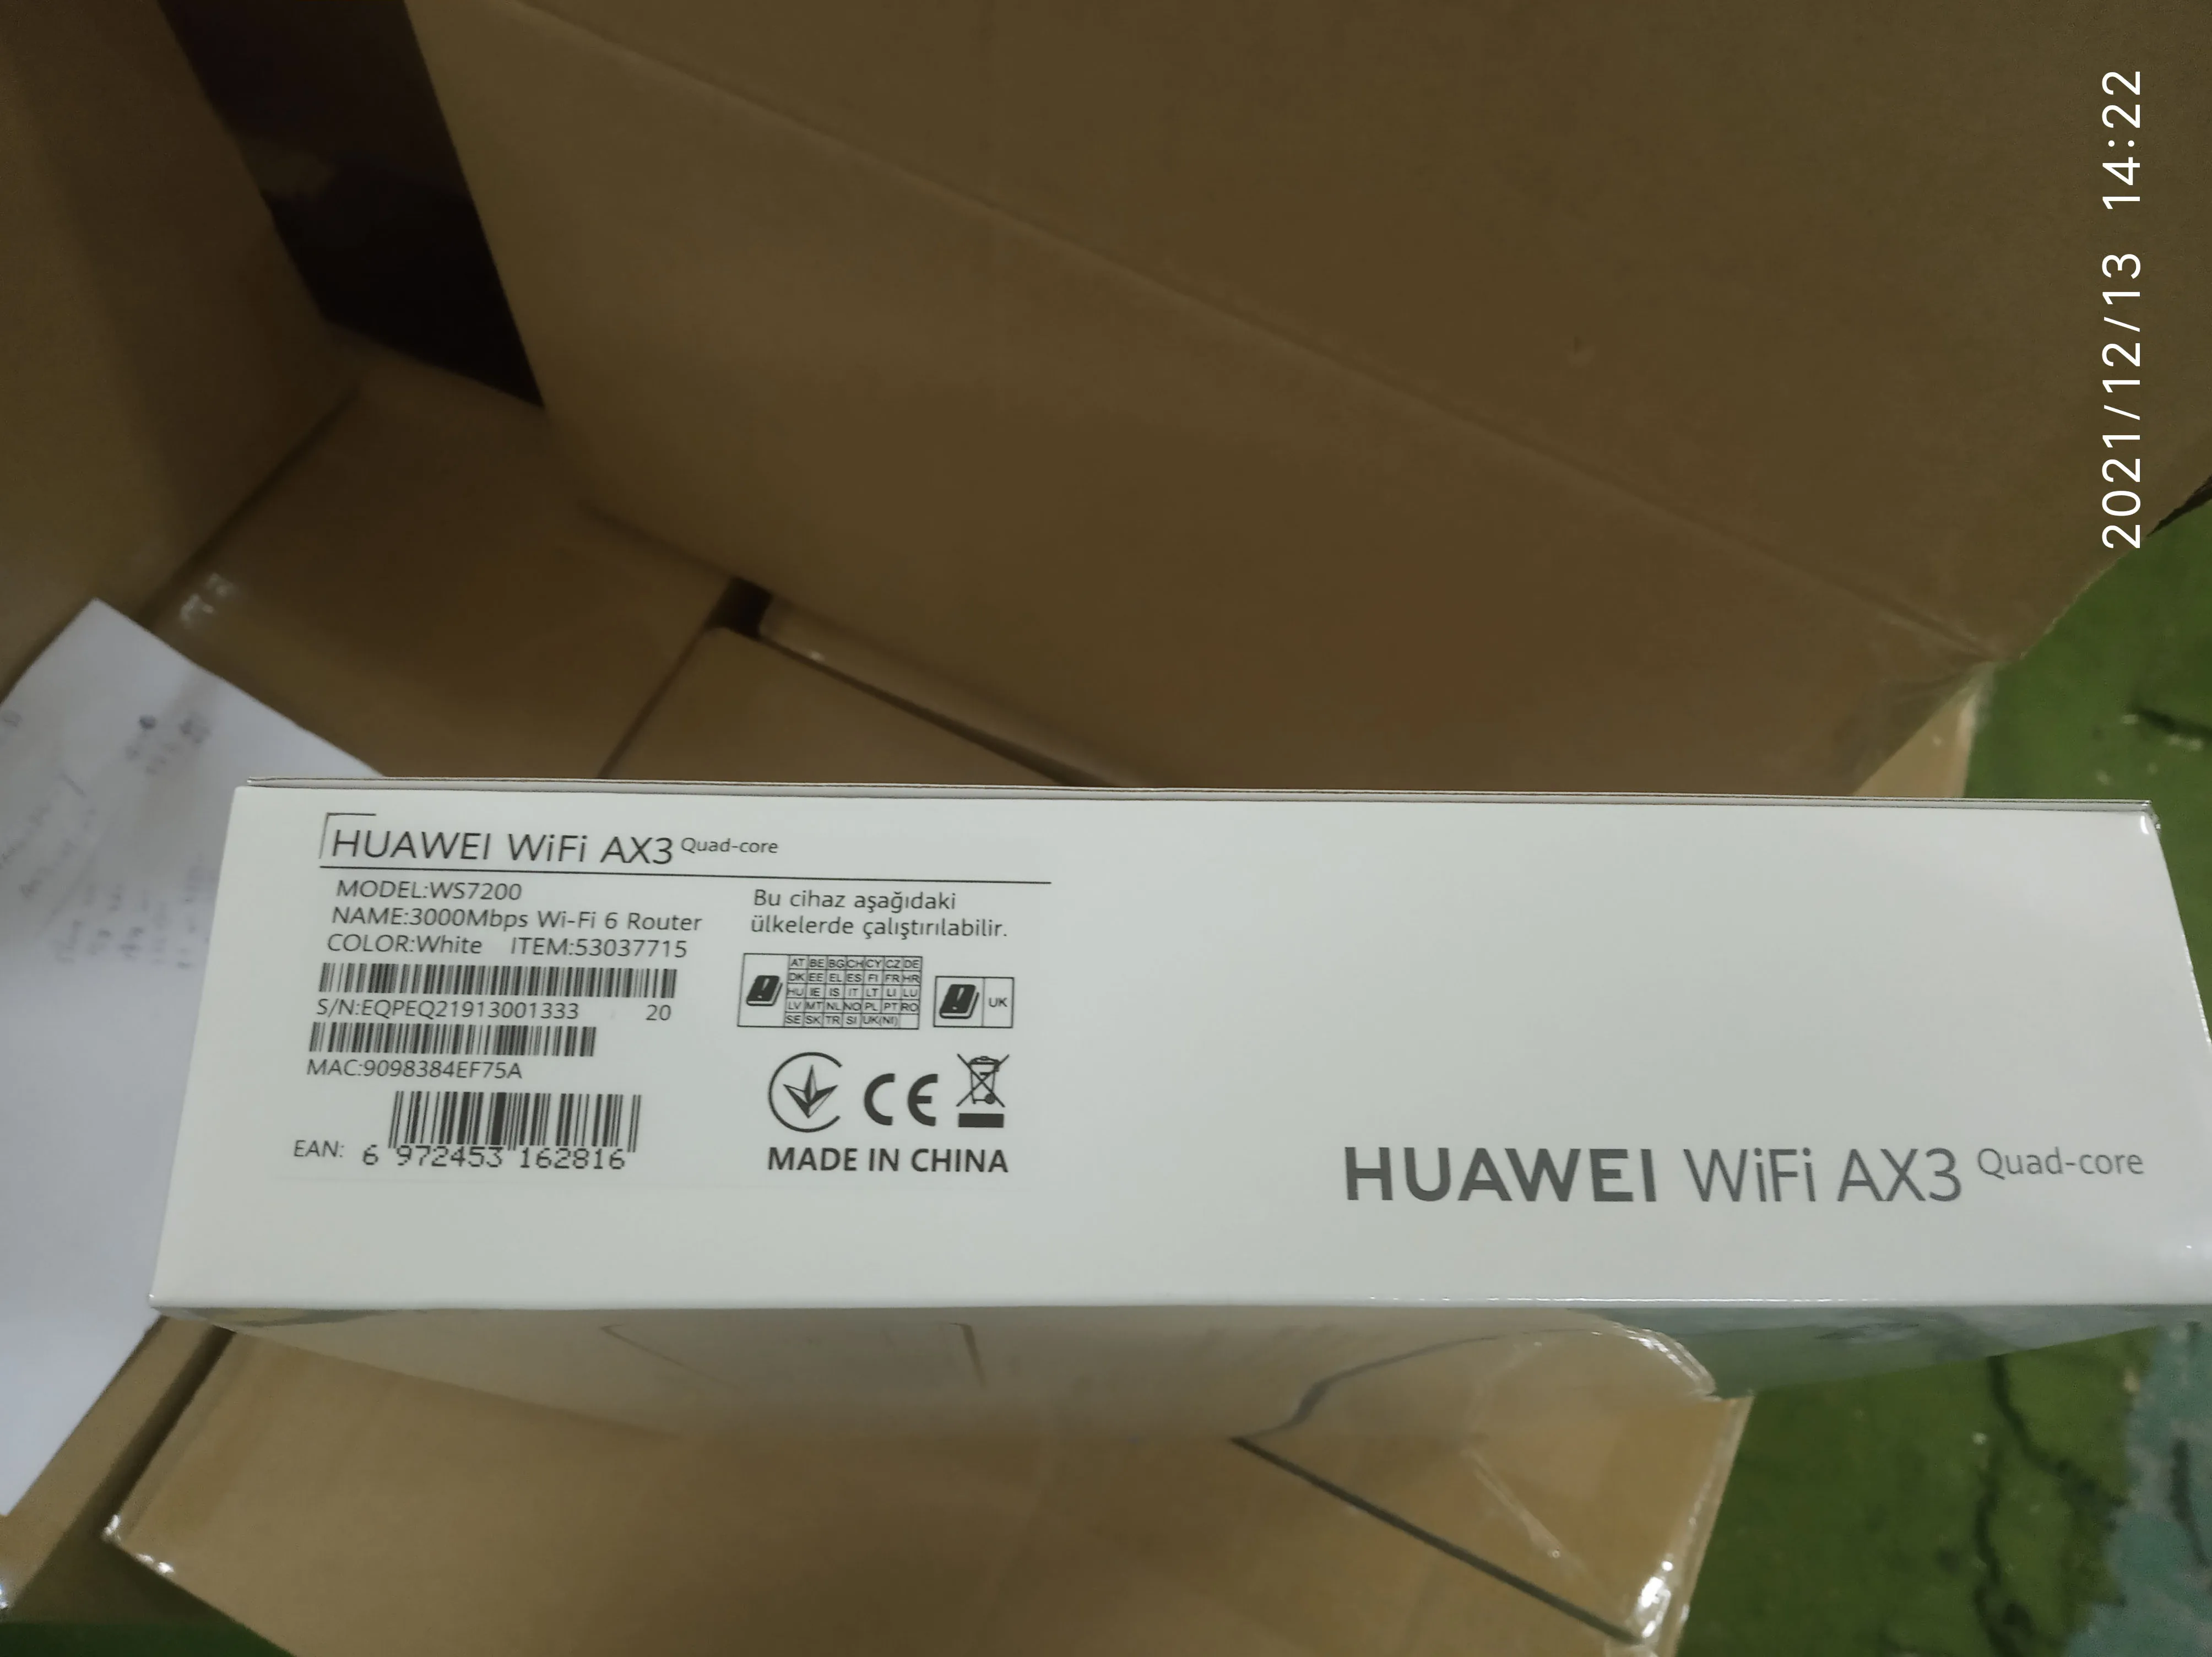 HUAWEI WiFi AX3 Quad-core
MODEL:WS7200
NAME:3000Mbps Wi-Fi 6 Router
COLOR:White ITEM:53037715
S/N:EQPEQ21913001333 20
MAC:9098384EF75A
EAN: 6 972453 162816
Bu cihaz aşağıdaki
ülkelerde çalıştırılabilir.
AT BE BG CH CY CZ DE
DK EE EL ES FI FR HR
HU IE IS IT LT LI LU
LV MT NL NO PL PT RO
SE SK TR SI UK(NI)
UK
CE
MADE IN CHINA
HUAWEI WiFi AX3 Quad-core
2021/12/13 14:22